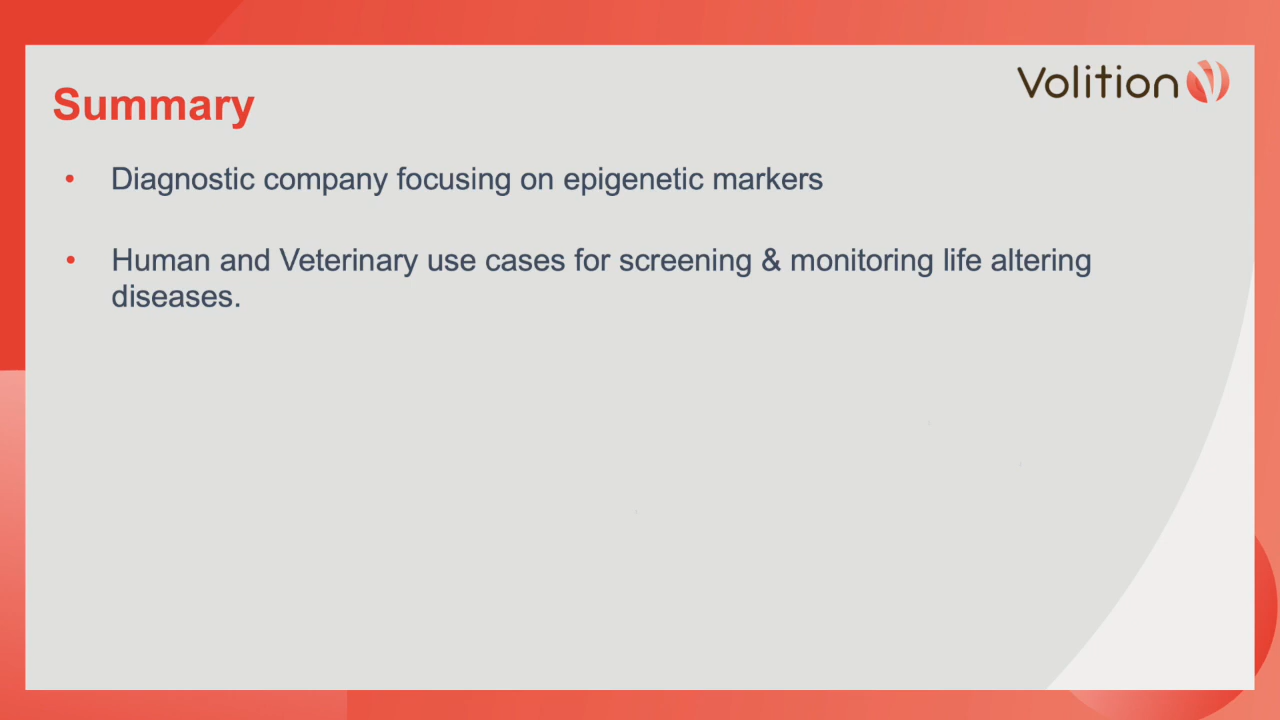 Volition
Summary
• Diagnostic company focusing on epigenetic markers
• Human and Veterinary use cases for screening & monitoring life altering
diseases.